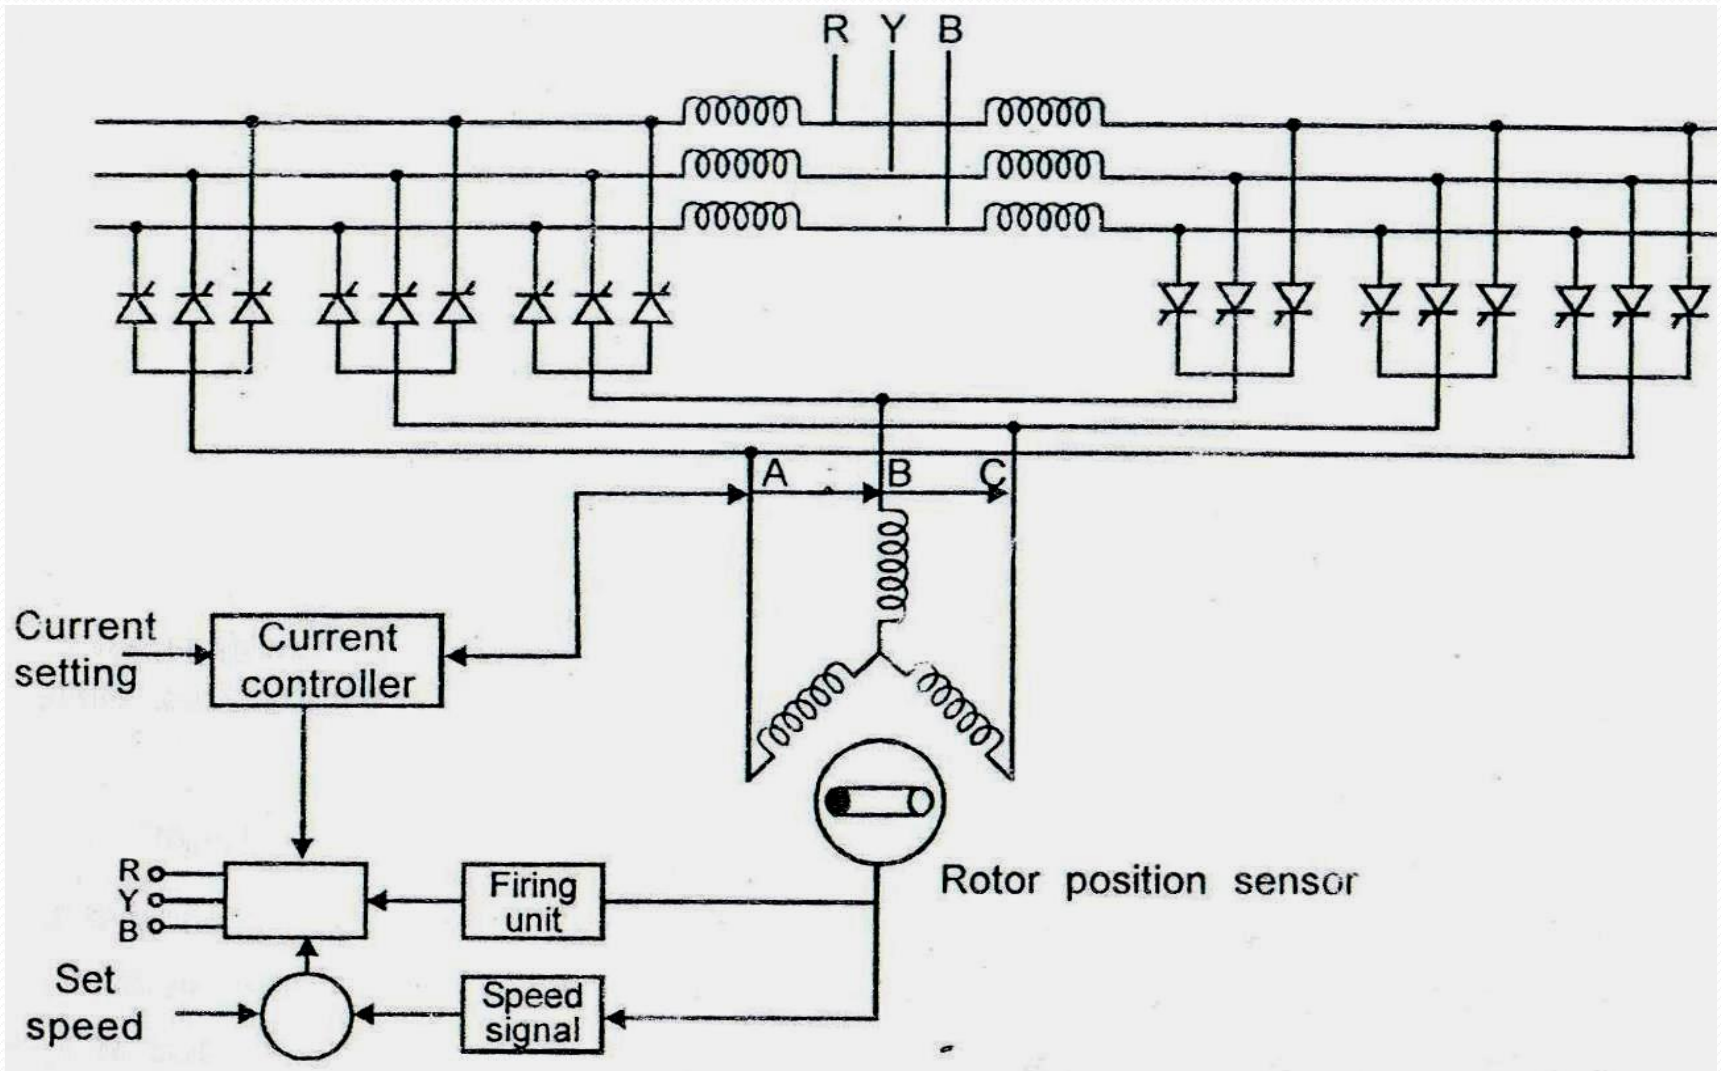 R Y B
A B C
Current
setting
Current
controller
R
Y
B
Firing
unit
Rotor position sensor
Set
speed
Speed
signal